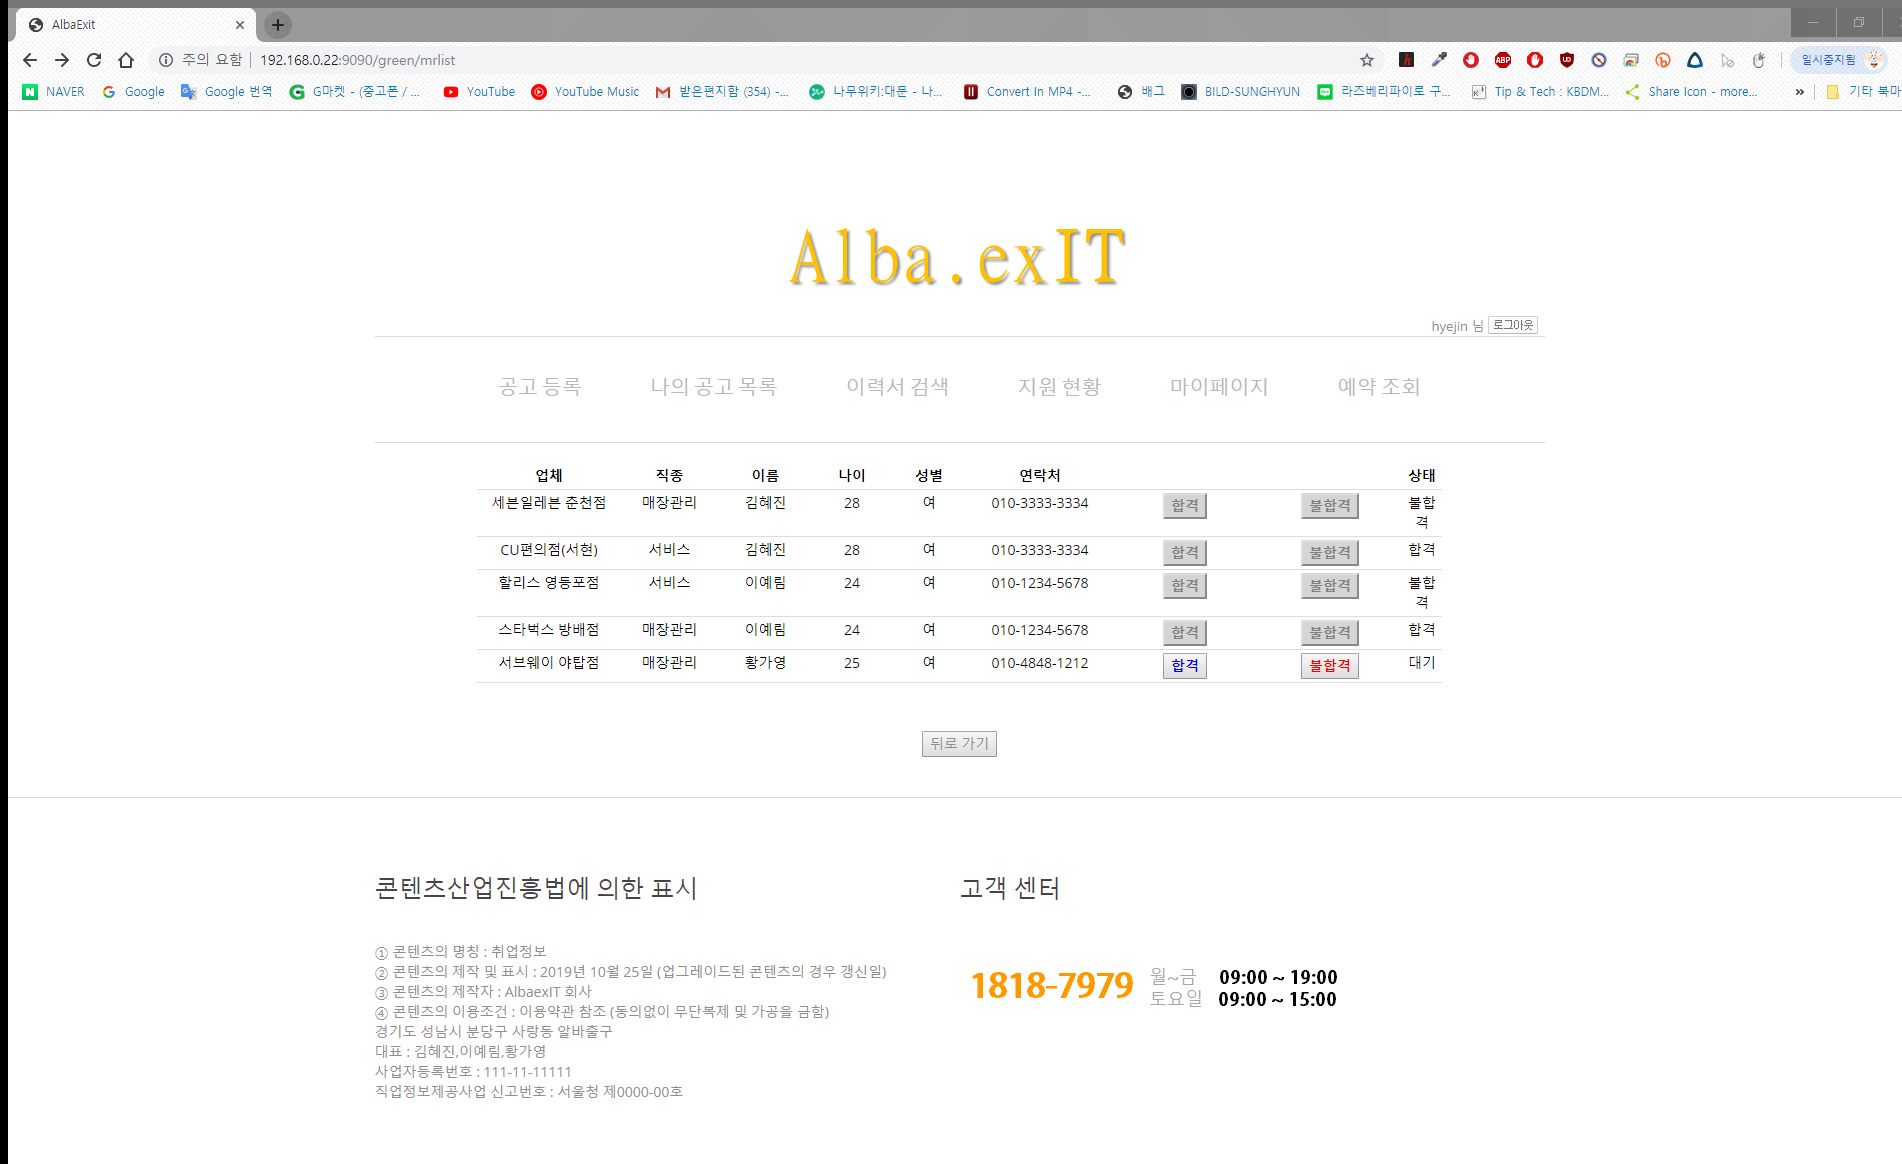 AlbaExit
주의 요함 192.168.0.22:9090/green/mrlist 일시중지됨
NAVER Google Google 번역 G마켓 - (중고폰 / ... YouTube YouTube Music 받은편지함 (354) -... 나무위키:대문 - 나... Convert In MP4 -... 배그 BILD-SUNGHYUN 라즈베리파이로 구... Tip & Tech : KBDM... Share Icon - more... » 기타 북마
Alba.exIT
hyejin 님 로그아웃
공고 등록 나의 공고 목록 이력서 검색 지원 현황 마이페이지 예약 조회
업체 직종 이름 나이 성별 연락처 상태
세븐일레븐 춘천점 매장관리 김혜진 28 여 010-3333-3334 합격 불합격 불합
격
CU편의점(서현) 서비스 김혜진 28 여 010-3333-3334 합격 불합격 합격
할리스 영등포점 서비스 이예림 24 여 010-1234-5678 합격 불합격 불합
격
스타벅스 방배점 매장관리 이예림 24 여 010-1234-5678 합격 불합격 합격
서브웨이 야탑점 매장관리 황가영 25 여 010-4848-1212 합격 불합격 대기
뒤로 가기
콘텐츠산업진흥법에 의한 표시
① 콘텐츠의 명칭 : 취업정보
② 콘텐츠의 제작 및 표시 : 2019년 10월 25일 (업그레이드된 콘텐츠의 경우 갱신일)
③ 콘텐츠의 제작자 : AlbaexIT 회사
④ 콘텐츠의 이용조건 : 이용약관 참조 (동의없이 무단복제 및 가공을 금함)
경기도 성남시 분당구 사랑동 알바출구
대표 : 김혜진,이예림,황가영
사업자등록번호 : 111-11-11111
직업정보제공사업 신고번호 : 서울청 제0000-00호
고객 센터
1818-7979
월~금 09:00 ~ 19:00
토요일 09:00 ~ 15:00